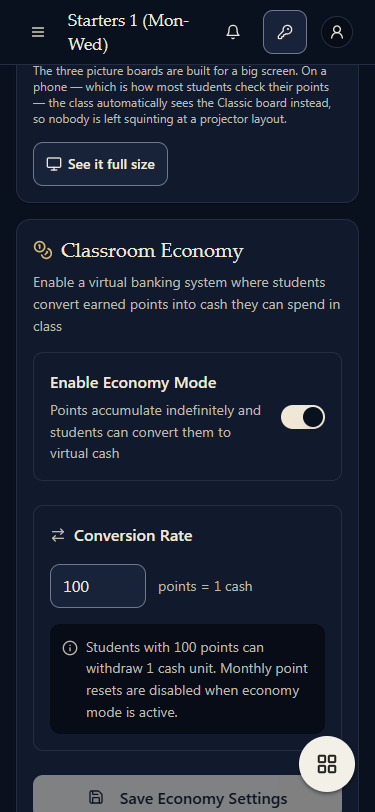 Starters 1 (Mon-
Wed)
The three picture boards are built for a big screen. On a
phone — which is how most students check their points
— the class automatically sees the Classic board instead,
so nobody is left squinting at a projector layout.
See it full size
Classroom Economy
Enable a virtual banking system where students
convert earned points into cash they can spend in
class
Enable Economy Mode
Points accumulate indefinitely and
students can convert them to
virtual cash
Conversion Rate
100 points = 1 cash
Students with 100 points can
withdraw 1 cash unit. Monthly point
resets are disabled when economy
mode is active.
Save Economy Settings